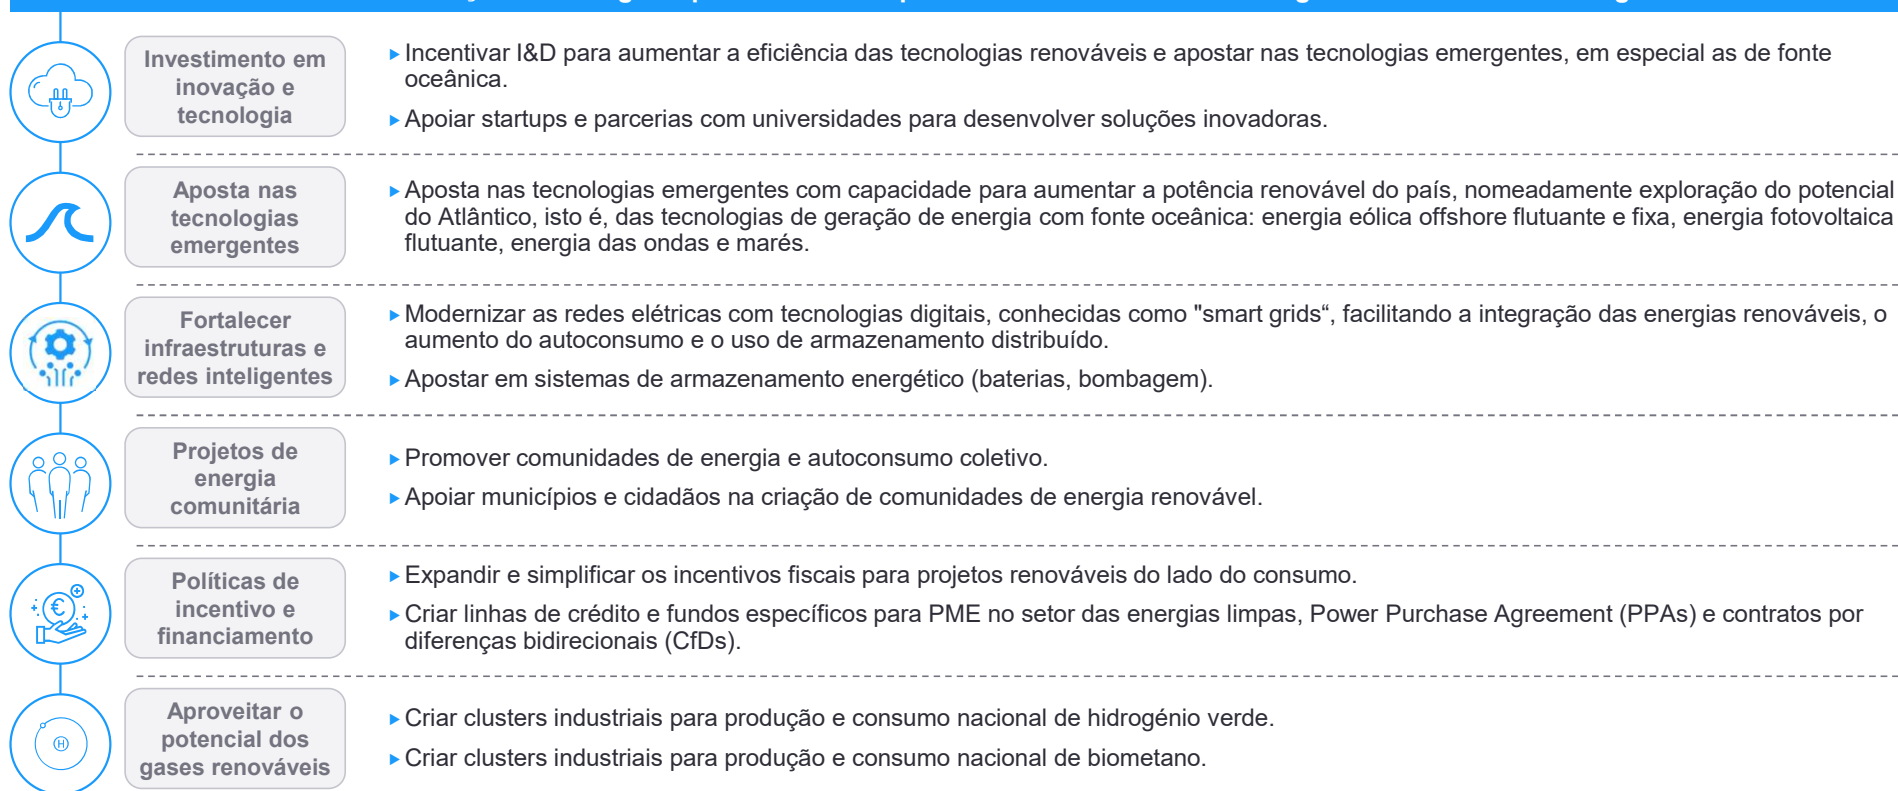 Investimento em
inovação e
tecnologia
▸ Incentivar I&D para aumentar a eficiência das tecnologias renováveis e apostar nas tecnologias emergentes, em especial as de fonte
oceânica.
▸ Apoiar startups e parcerias com universidades para desenvolver soluções inovadoras.
Aposta nas
tecnologias
emergentes
▸ Aposta nas tecnologias emergentes com capacidade para aumentar a potência renovável do país, nomeadamente exploração do potencial
do Atlântico, isto é, das tecnologias de geração de energia com fonte oceânica: energia eólica offshore flutuante e fixa, energia fotovoltaica
flutuante, energia das ondas e marés.
Fortalecer
infraestruturas e
redes inteligentes
▸ Modernizar as redes elétricas com tecnologias digitais, conhecidas como "smart grids“, facilitando a integração das energias renováveis, o
aumento do autoconsumo e o uso de armazenamento distribuído.
▸ Apostar em sistemas de armazenamento energético (baterias, bombagem).
Projetos de
energia
comunitária
▸ Promover comunidades de energia e autoconsumo coletivo.
▸ Apoiar municípios e cidadãos na criação de comunidades de energia renovável.
€
Políticas de
incentivo e
financiamento
▸ Expandir e simplificar os incentivos fiscais para projetos renováveis do lado do consumo.
▸ Criar linhas de crédito e fundos específicos para PME no setor das energias limpas, Power Purchase Agreement (PPAs) e contratos por
diferenças bidirecionais (CfDs).
H
Aproveitar o
potencial dos
gases renováveis
▸ Criar clusters industriais para produção e consumo nacional de hidrogénio verde.
▸ Criar clusters industriais para produção e consumo nacional de biometano.